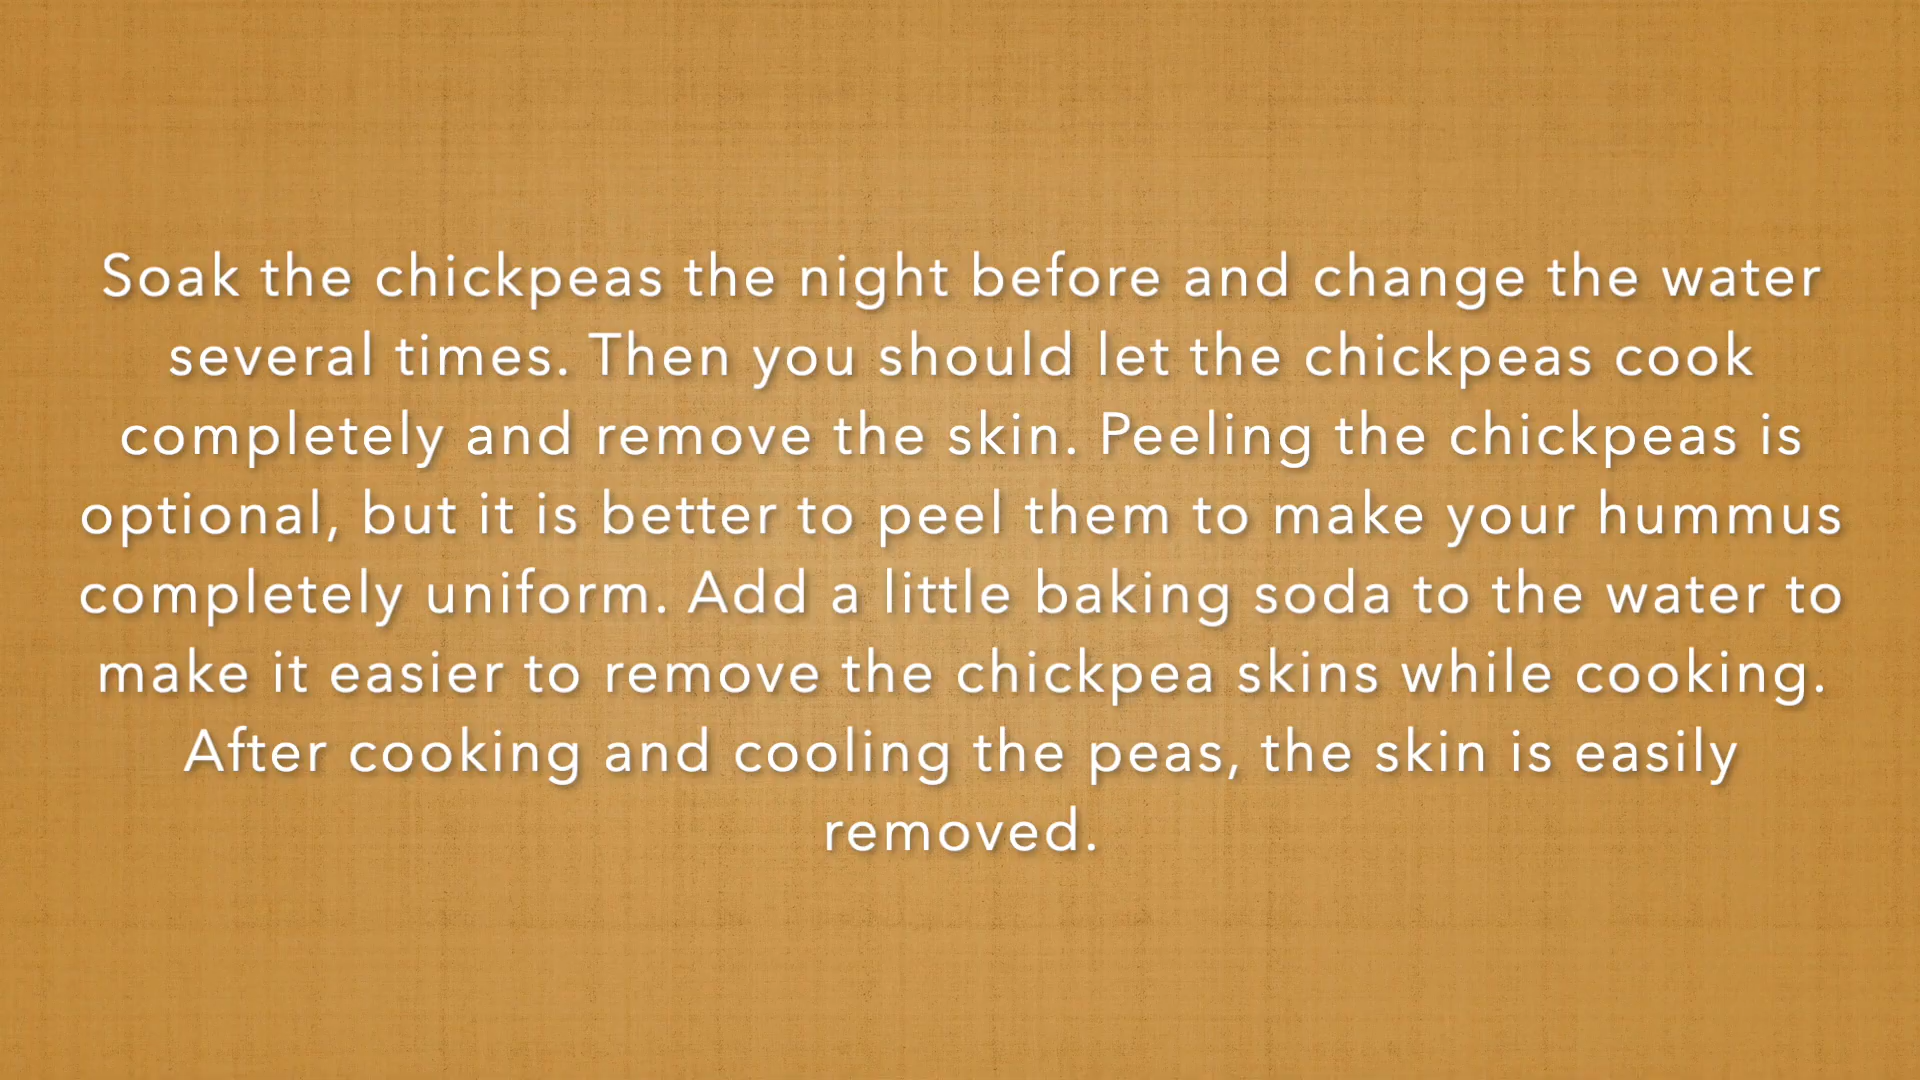 Soak the chickpeas the night before and change the water
several times. Then you should let the chickpeas cook
completely and remove the skin. Peeling the chickpeas is
optional, but it is better to peel them to make your hummus
completely uniform. Add a little baking soda to the water to
make it easier to remove the chickpea skins while cooking.
After cooking and cooling the peas, the skin is easily
removed.